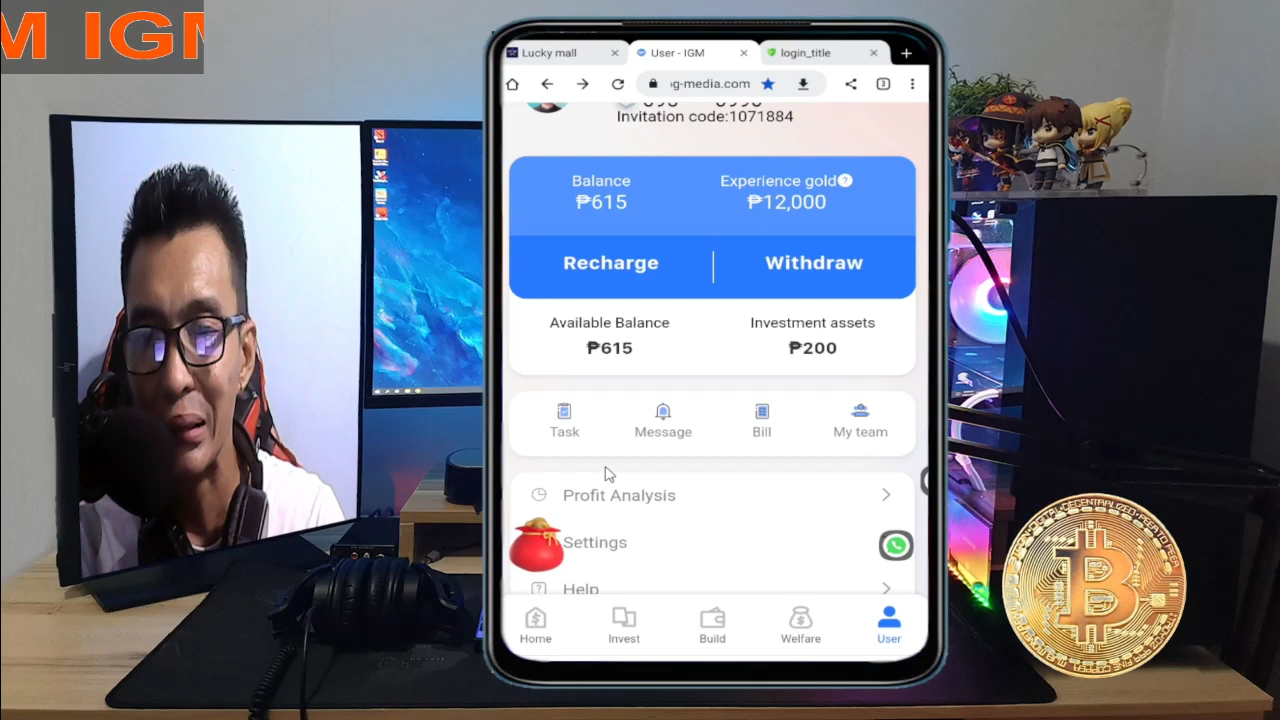 M IGM
Lucky mall
User - IGM
login_title
g-media.com
3
Invitation code:1071884
Balance
Experience gold
?
₱615
₱12,000
Recharge
Withdraw
Available Balance
Investment assets
₱615
₱200
Task
Message
Bill
My team
Profit Analysis
Settings
Help
Home
Invest
Build
Welfare
User